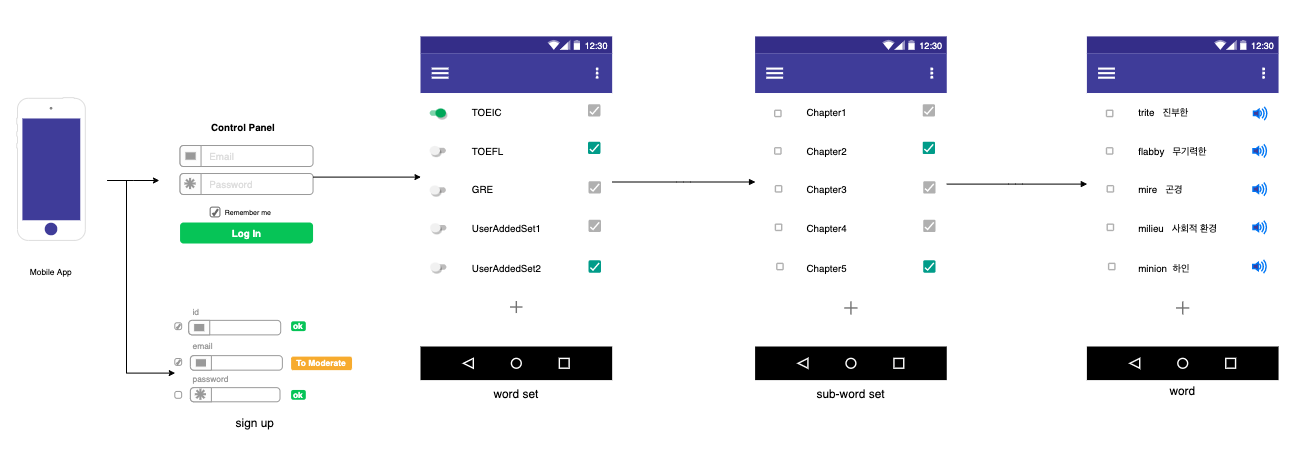 Mobile App
Control Panel
Email
Password
Remember me
Log In
id
ok
email
To Moderate
password
ok
sign up
12:30
TOEIC
TOEFL
GRE
UserAddedSet1
UserAddedSet2
word set
12:30
Chapter1
Chapter2
Chapter3
Chapter4
Chapter5
sub-word set
12:30
trite 진부한
flabby 무기력한
mire 곤경
milieu 사회적 환경
minion 하인
word